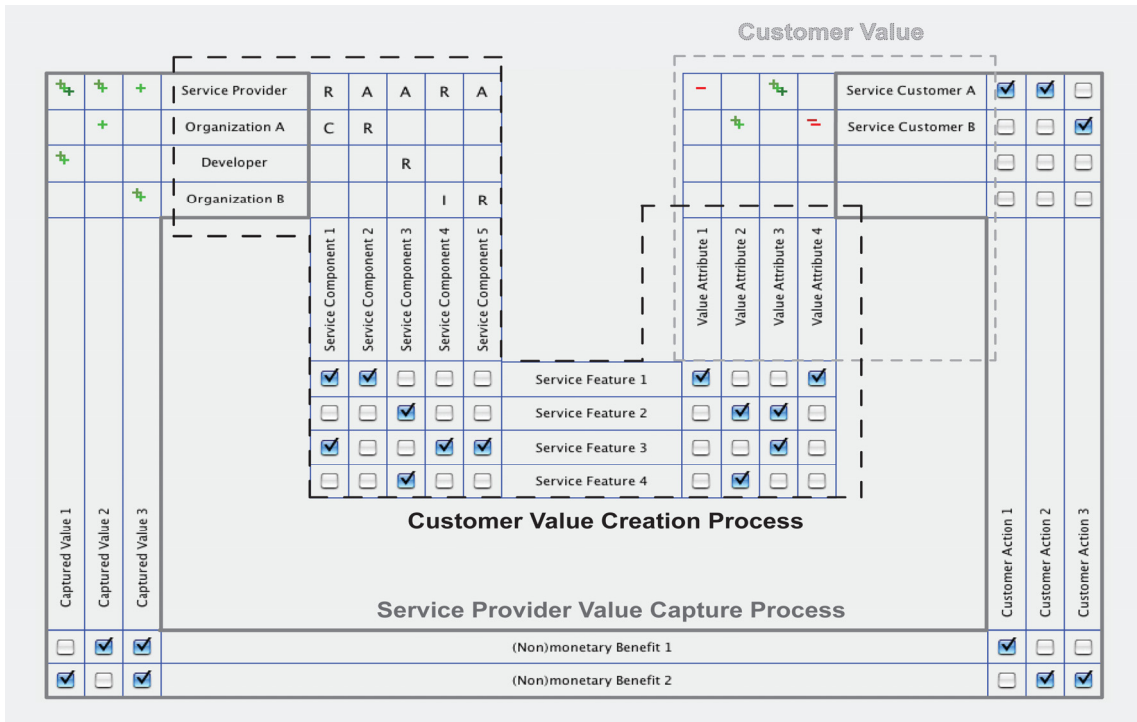 Customer Value
Service Provider R A A R A
Service Customer A
Organization A C R
Service Customer B
Developer R
Organization B I R
Service Component 1
Service Component 2
Service Component 3
Service Component 4
Service Component 5
Value Attribute 1
Value Attribute 2
Value Attribute 3
Value Attribute 4
Service Feature 1
Service Feature 2
Service Feature 3
Service Feature 4
Customer Value Creation Process
Captured Value 1
Captured Value 2
Captured Value 3
Customer Action 1
Customer Action 2
Customer Action 3
Service Provider Value Capture Process
(Non)monetary Benefit 1
(Non)monetary Benefit 2